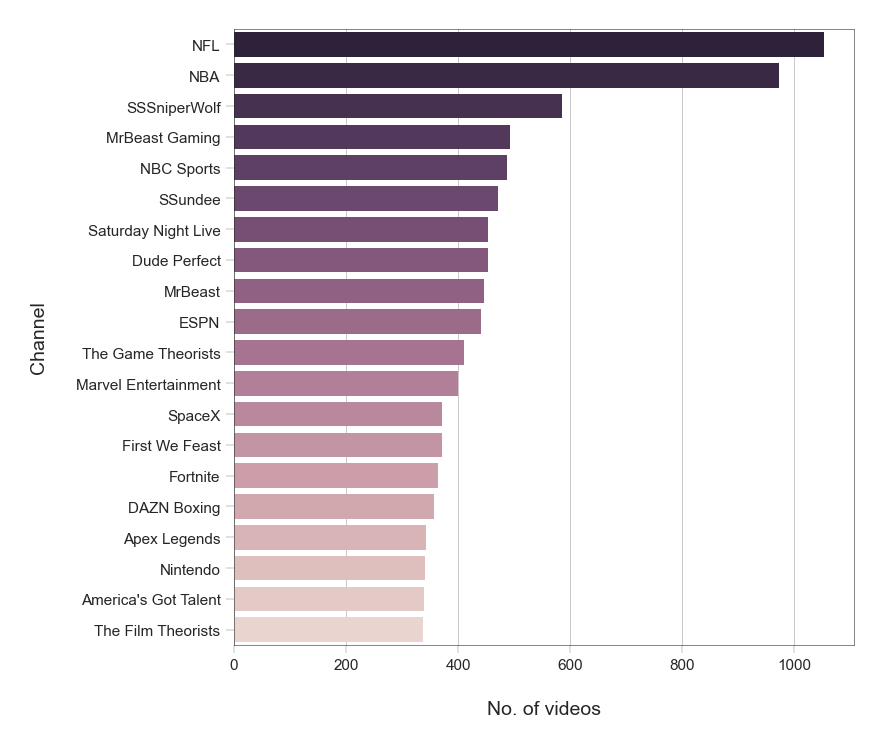 NFL
NBA
SSSniperWolf
MrBeast Gaming
NBC Sports
SSundee
Saturday Night Live
Dude Perfect
MrBeast
ESPN
The Game Theorists
Marvel Entertainment
SpaceX
First We Feast
Fortnite
DAZN Boxing
Apex Legends
Nintendo
America's Got Talent
The Film Theorists
Channel
0 200 400 600 800 1000
No. of videos